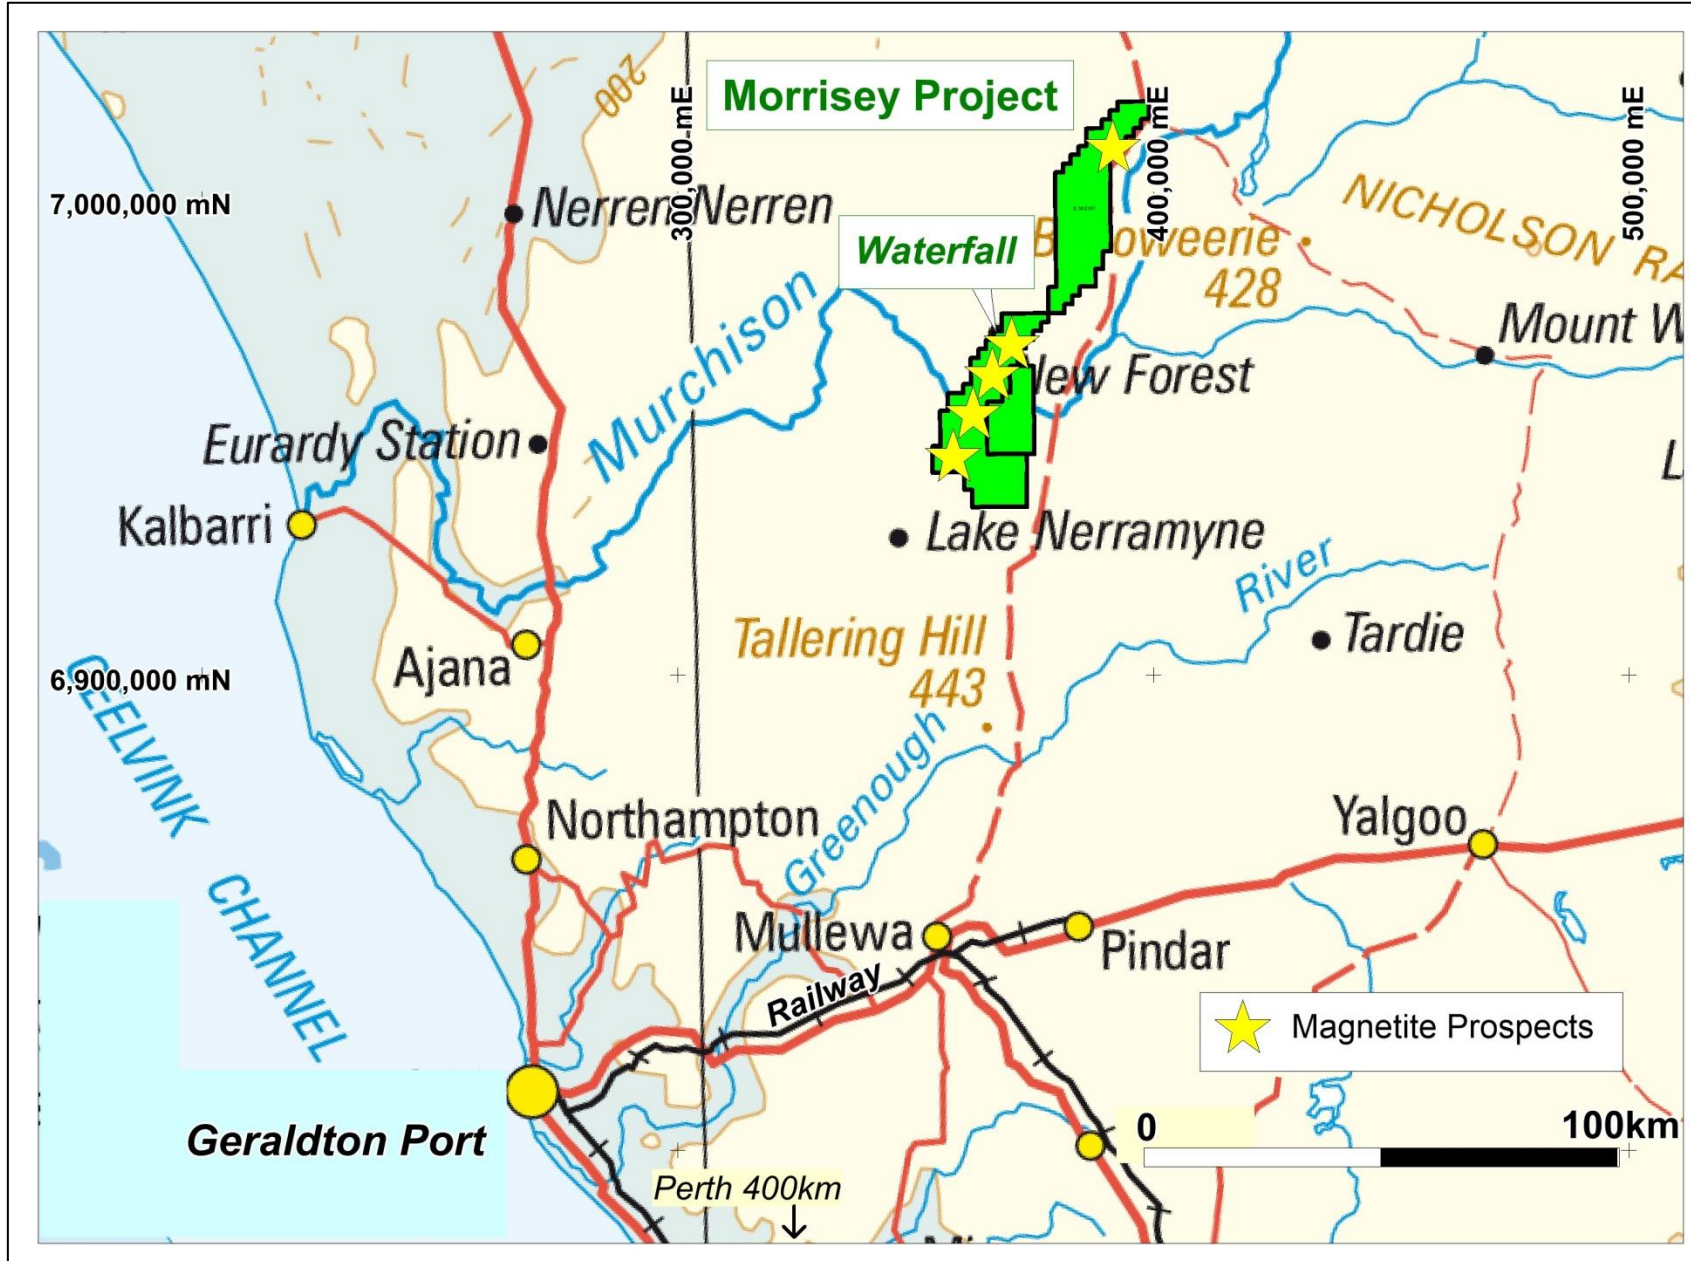 200
Morrisey Project
300,000 mE
400,000 mE
500,000 mE
7,000,000 mN
Nerren Nerren
NICHOLSON RA
Waterfall
428
Murchison
Mount W
New Forest
Eurardy Station
L
Kalbarri
Lake Nerramyne
River
Tallering Hill
443
Tardie
Ajana
6,900,000 mN
GEELVINK
CHANNEL
Greenough
Northampton
Yalgoo
Mullewa
Pindar
Railway
Magnetite Prospects
Geraldton Port
0
100km
Perth 400km